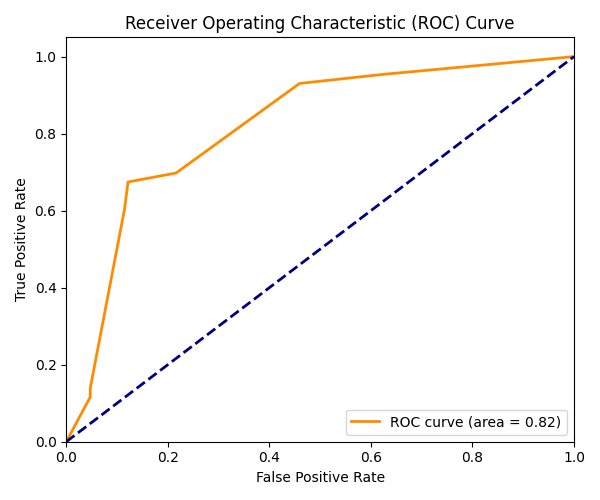 Receiver Operating Characteristic (ROC) Curve
1.0
0.8
0.6
0.4
0.2
0.0
True Positive Rate
ROC curve (area = 0.82)
0.0 0.2 0.4 0.6 0.8 1.0
False Positive Rate